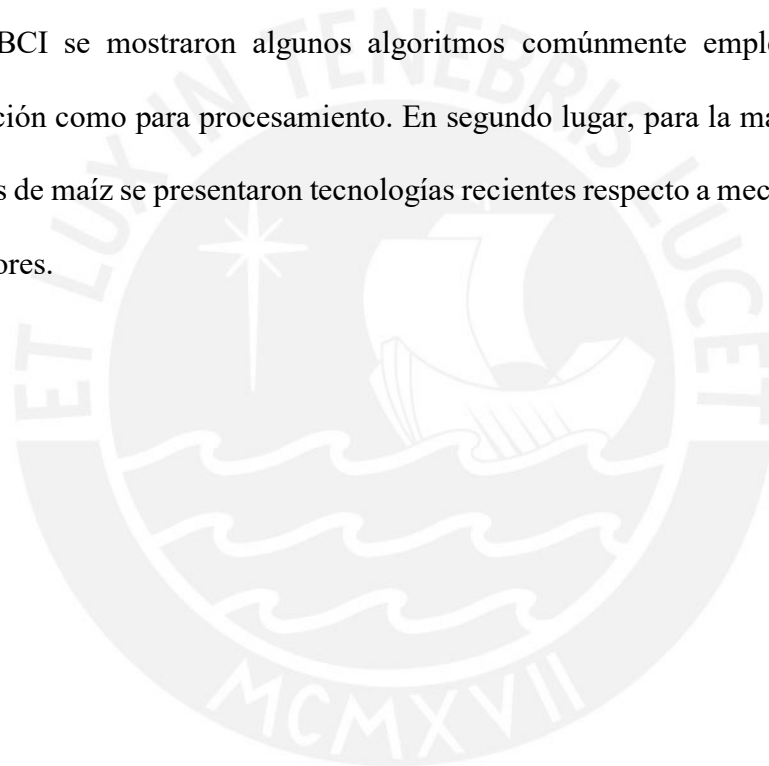 BCI se mostraron algunos algoritmos comúnmente emple
ción como para procesamiento. En segundo lugar, para la ma
s de maíz se presentaron tecnologías recientes respecto a mec
ores.
ET LUX IN TENEBRIS LUCET
MCMXVII